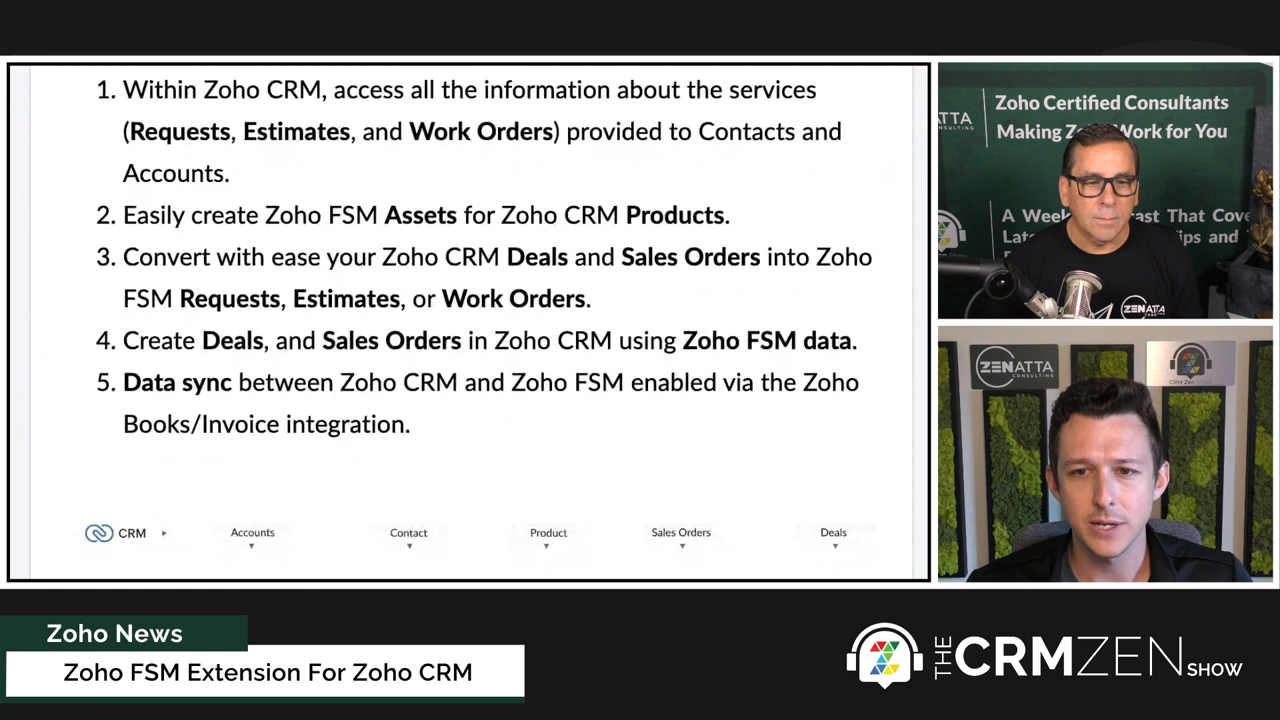 1. Within Zoho CRM, access all the information about the services
(Requests, Estimates, and Work Orders) provided to Contacts and
Accounts.
2. Easily create Zoho FSM Assets for Zoho CRM Products.
3. Convert with ease your Zoho CRM Deals and Sales Orders into Zoho
FSM Requests, Estimates, or Work Orders.
4. Create Deals, and Sales Orders in Zoho CRM using Zoho FSM data.
5. Data sync between Zoho CRM and Zoho FSM enabled via the Zoho
Books/Invoice integration.
CRM
Accounts
Contact
Product
Sales Orders
Deals
ATTA
Zoho Certified Consultants
Making Work for You
A
That
ZENATTA
ZENATTA
CONSULTING
CRM Zen Show
Zoho News
Zoho FSM Extension For Zoho CRM
THE CRMZEN SHOW